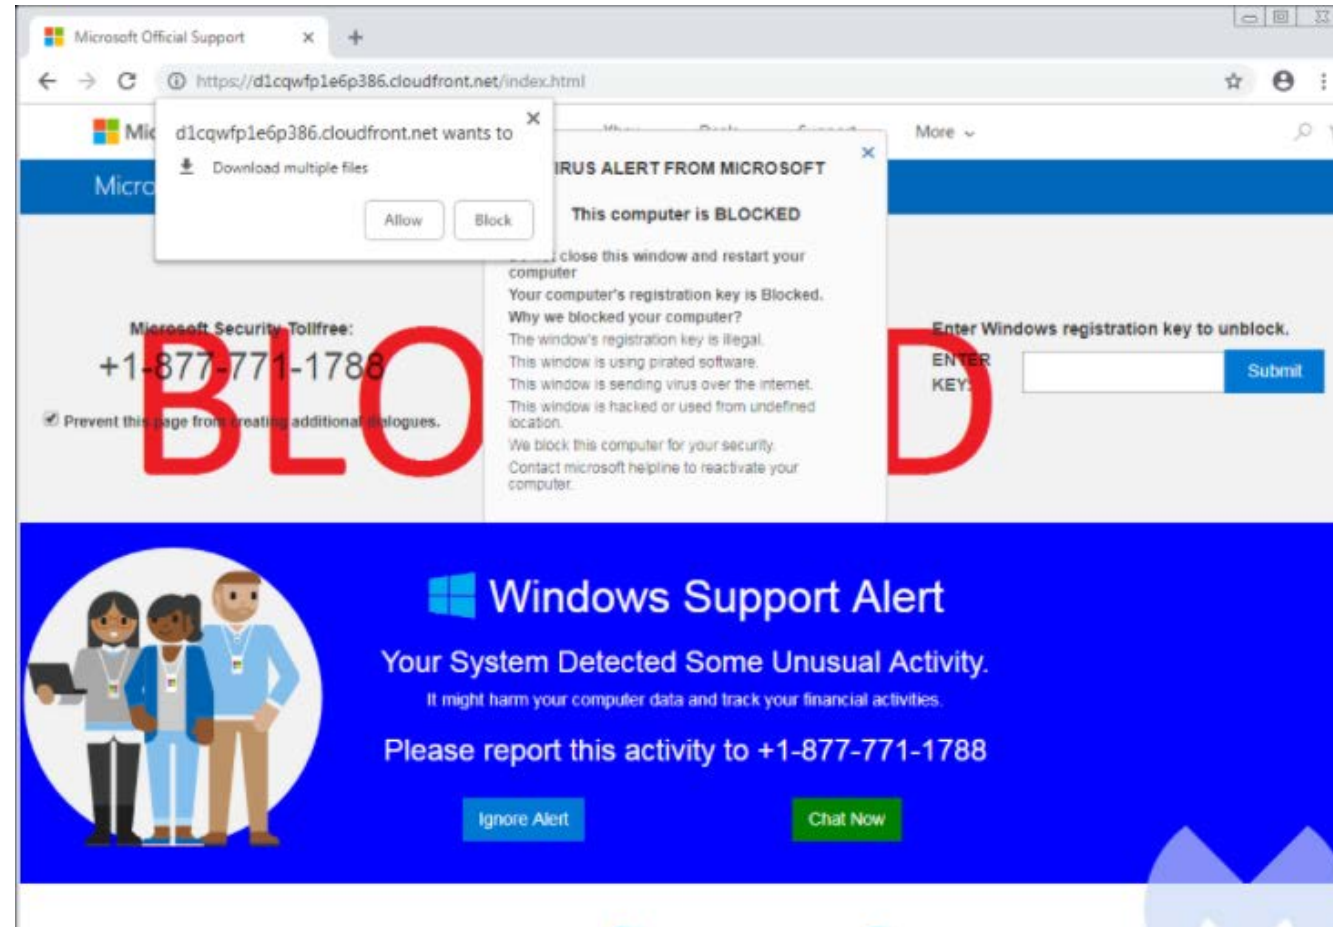 Microsoft Official Support
https://d1cqwfp1e6p386.cloudfront.net/index.html
Mic
More
d1cqwfp1e6p386.cloudfront.net wants to
Download multiple files
Allow
Block
Micro
IRUS ALERT FROM MICROSOFT
This computer is BLOCKED
close this window and restart your
computer
Your computer's registration key is Blocked.
Why we blocked your computer?
The window's registration key is illegal.
This window is using pirated software.
This window is sending virus over the internet.
This window is hacked or used from undefined
location.
We block this computer for your security.
Contact microsoft helpline to reactivate your
computer.
BLO D
Microsoft Security Tollfree:
+1-877-771-1788
Prevent this page from creating additional dialogues.
Enter Windows registration key to unblock.
ENTER
KEY:
Submit
Windows Support Alert
Your System Detected Some Unusual Activity.
It might harm your computer data and track your financial activities.
Please report this activity to +1-877-771-1788
Ignore Alert
Chat Now